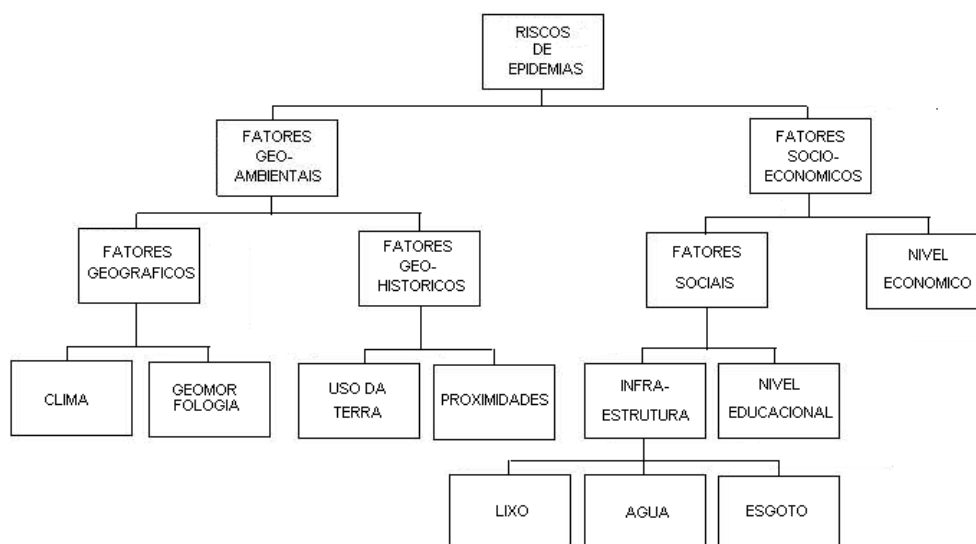 RISCOS
DE
EPIDEMIAS
FATORES
GEO-
AMBIENTAIS
FATORES
SOCIO-
ECONOMICOS
FATORES
GEOGRAFICOS
FATORES
GEO-
HISTORICOS
FATORES
SOCIAIS
NIVEL
ECONOMICO
CLIMA
GEOMOR
FOLOGIA
USO DA
TERRA
PROXIMIDADES
INFRA-
ESTRUTURA
NIVEL
EDUCACIONAL
LIXO
AGUA
ESGOTO